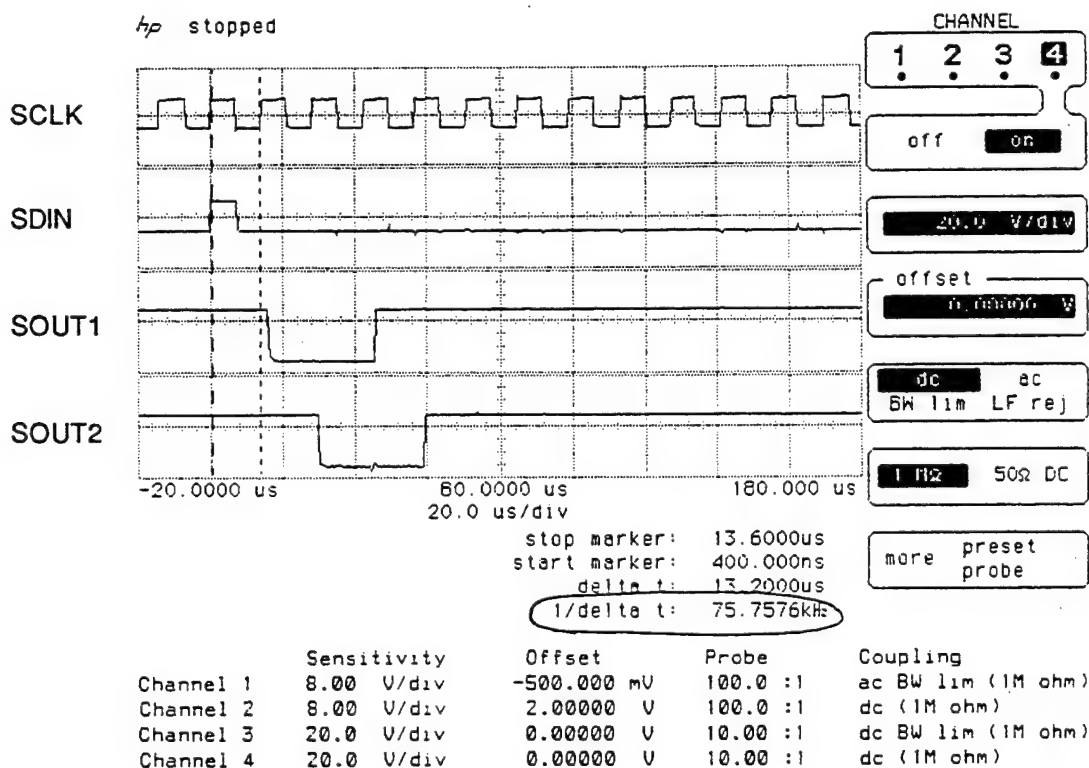 hp stopped
CHANNEL
1 2 3 4
off on
20.0 V/div
offset
0.00000 V
dc ac
BW lim LF rej
1 MΩ 50Ω DC
more preset
probe
SCLK
SDIN
SOUT1
SOUT2
-20.0000 us 60.0000 us 180.000 us
20.0 us/div
stop marker: 13.6000us
start marker: 400.000ns
delta t: 13.2000us
1/delta t: 75.7576kHz
Sensitivity Offset Probe Coupling
Channel 1 8.00 V/div -500.000 mV 100.0 :1 ac BW lim (1M ohm)
Channel 2 8.00 V/div 2.00000 V 100.0 :1 dc (1M ohm)
Channel 3 20.0 V/div 0.00000 V 10.00 :1 dc BW lim (1M ohm)
Channel 4 20.0 V/div 0.00000 V 10.00 :1 dc (1M ohm)